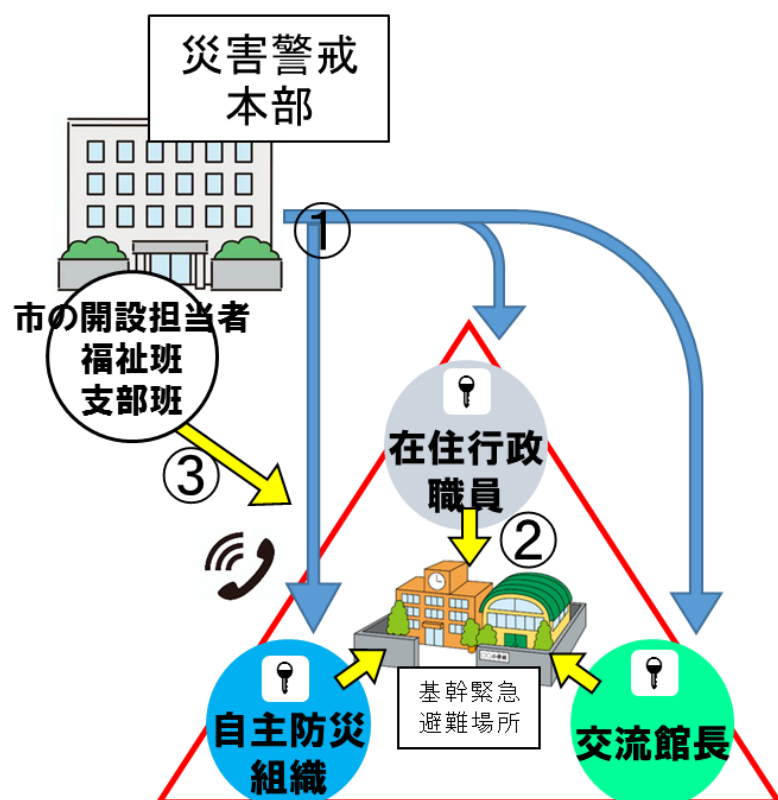 災害警戒
本部
①
市の開設担当者
福祉班
支部班
③
在住行政
職員
②
自主防災
組織
基幹緊急
避難場所
交流館長